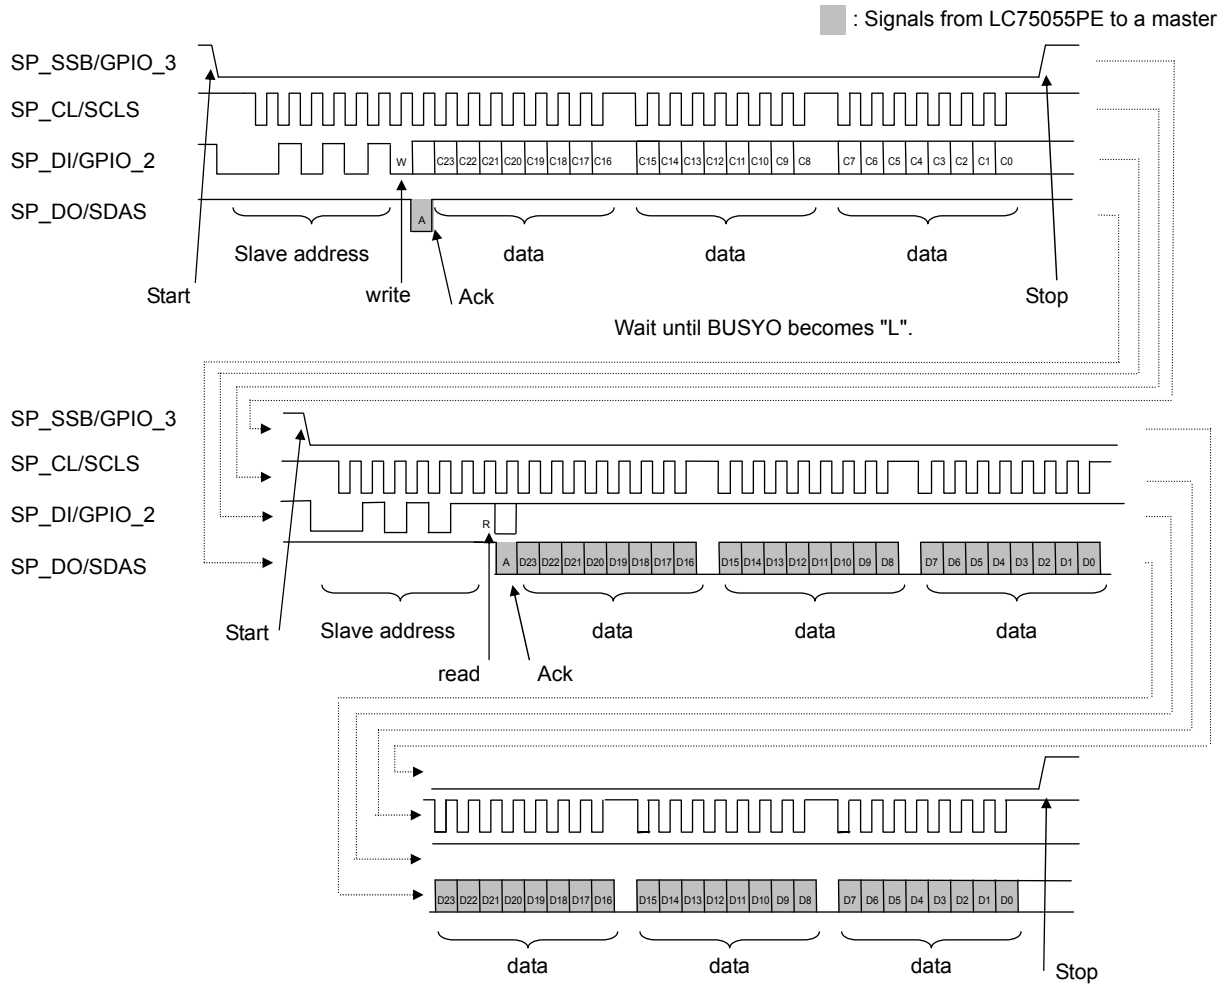 : Signals from LC75055PE to a master
SP_SSB/GPIO_3
SP_CL/SCLS
SP_DI/GPIO_2
W C23 C22 C21 C20 C19 C18 C17 C16 C15 C14 C13 C12 C11 C10 C9 C8 C7 C6 C5 C4 C3 C2 C1 C0
SP_DO/SDAS
A
Slave address data data data
Start write Ack Stop
Wait until BUSYO becomes "L".
SP_SSB/GPIO_3
SP_CL/SCLS
SP_DI/GPIO_2
R
SP_DO/SDAS
A D23 D22 D21 D20 D19 D18 D17 D16 D15 D14 D13 D12 D11 D10 D9 D8 D7 D6 D5 D4 D3 D2 D1 D0
Start Slave address data data data
read Ack
D23 D22 D21 D20 D19 D18 D17 D16 D15 D14 D13 D12 D11 D10 D9 D8 D7 D6 D5 D4 D3 D2 D1 D0
data data data Stop